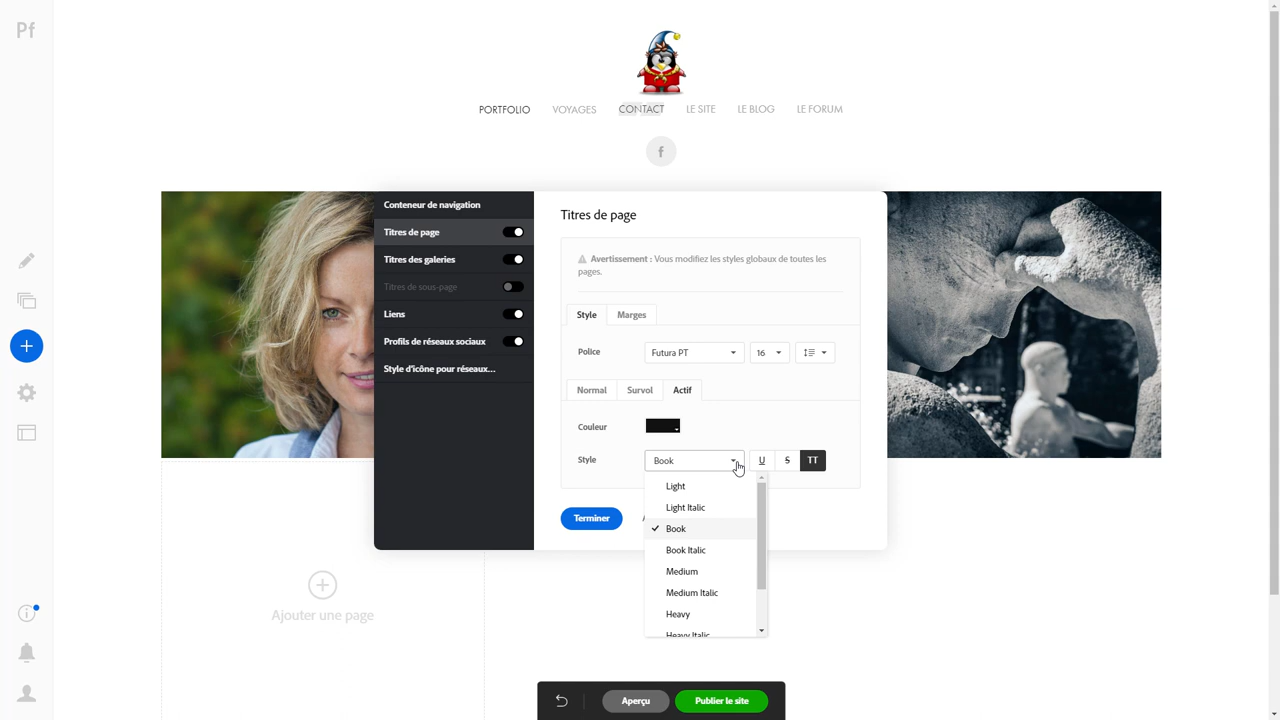 Pf
PORTFOLIO VOYAGES CONTACT LE SITE LE BLOG LE FORUM
f
Conteneur de navigation
Titres de page
Titres des galeries
Titres de sous-page
Liens
Profils de réseaux sociaux
Style d'icône pour réseaux...
Titres de page
Avertissement : Vous modifiez les styles globaux de toutes les
pages.
Style Marges
Police Futura PT 16
Normal Survol Actif
Couleur
Style Book U S TT
Light
Light Italic
Book
Book Italic
Medium
Medium Italic
Heavy
Heavy Italic
Terminer
Ajouter une page
Aperçu Publier le site